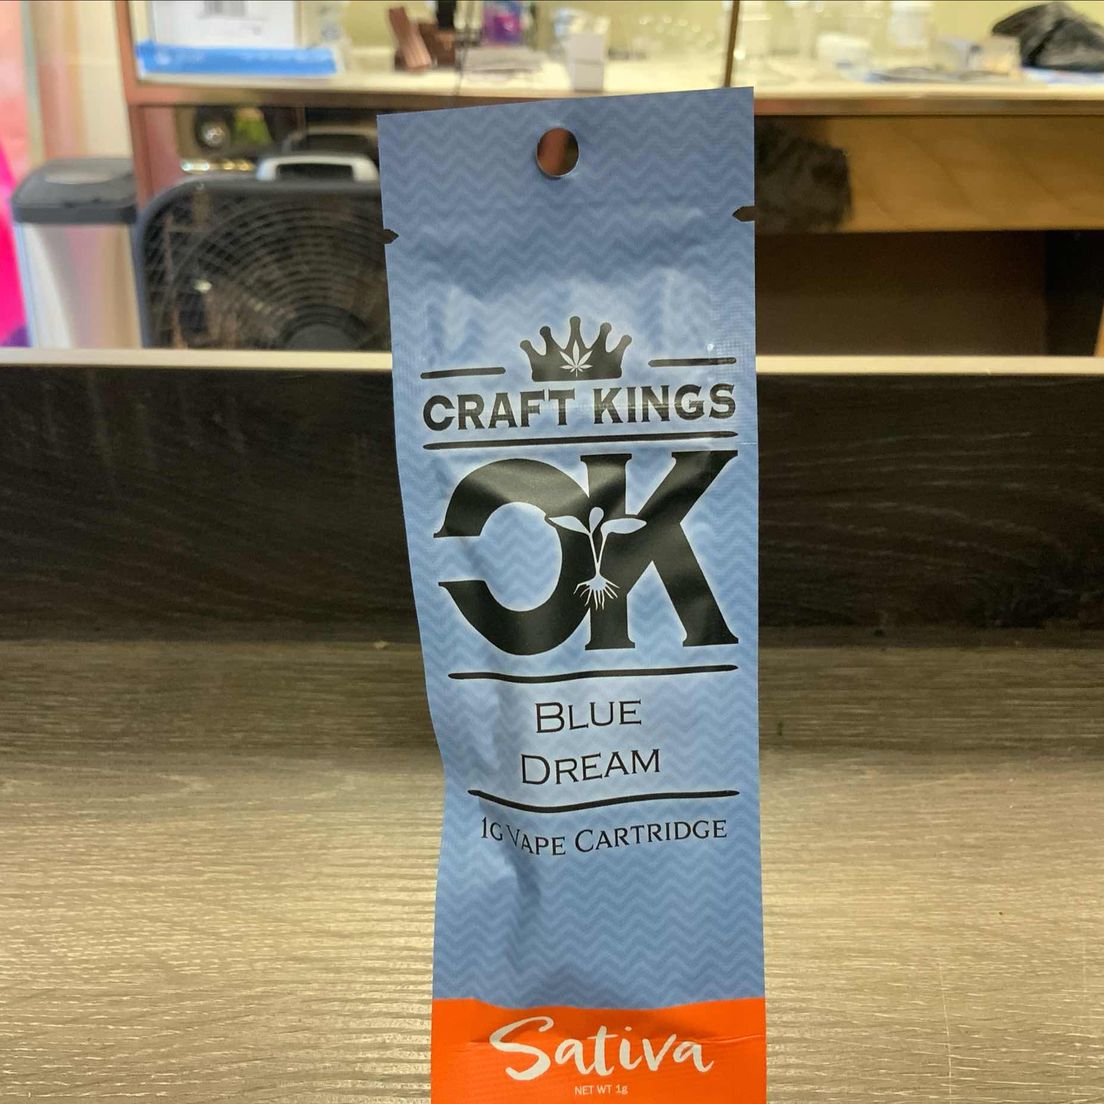 CRAFT KINGS
CK
BLUE
DREAM
1G VAPE CARTRIDGE
Sativa
NET WT 1g